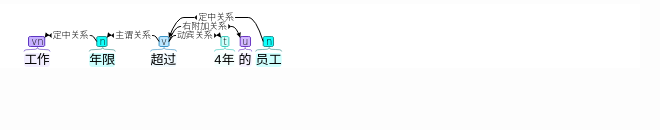 定中关系
右附加关系
定中关系 主谓关系 动宾关系
vn n v t u n
工作 年限 超过 4年 的 员工